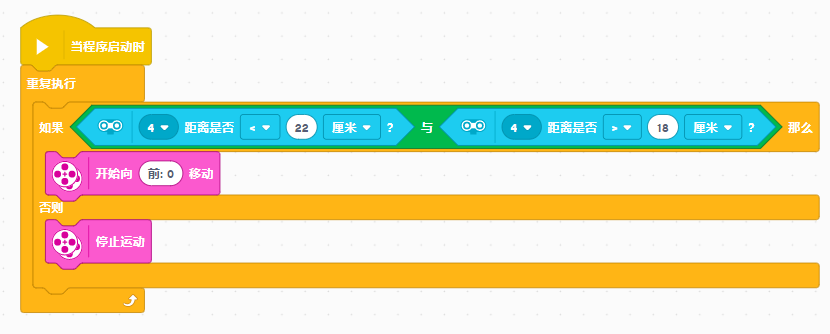 当程序启动时
重复执行
如果 4 距离是否 < 22 厘米 ? 与 4 距离是否 > 18 厘米 ? 那么
开始向 前: 0 移动
否则
停止运动